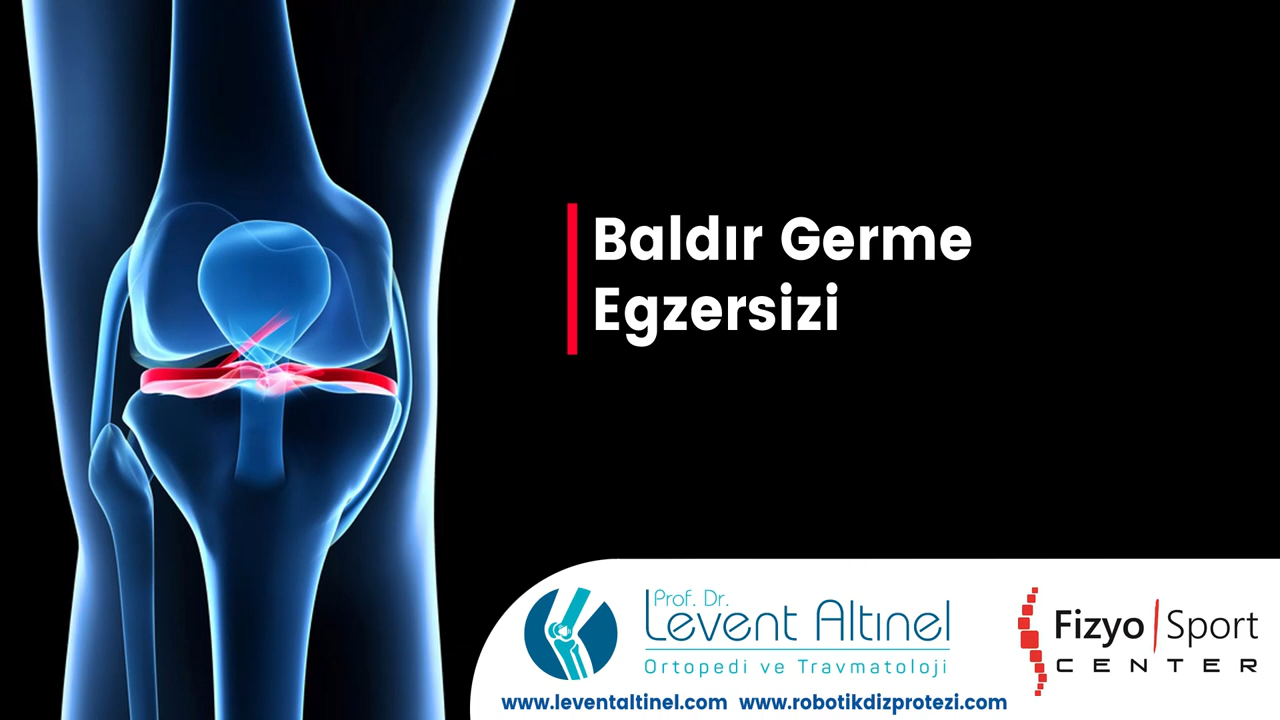 Baldır Germe
Egzersizi
Prof. Dr.
Levent Altınel
Ortopedi ve Travmatoloji
www.leventaltinel.com www.robotikdizprotezi.com
Fizyo Sport
CENTER